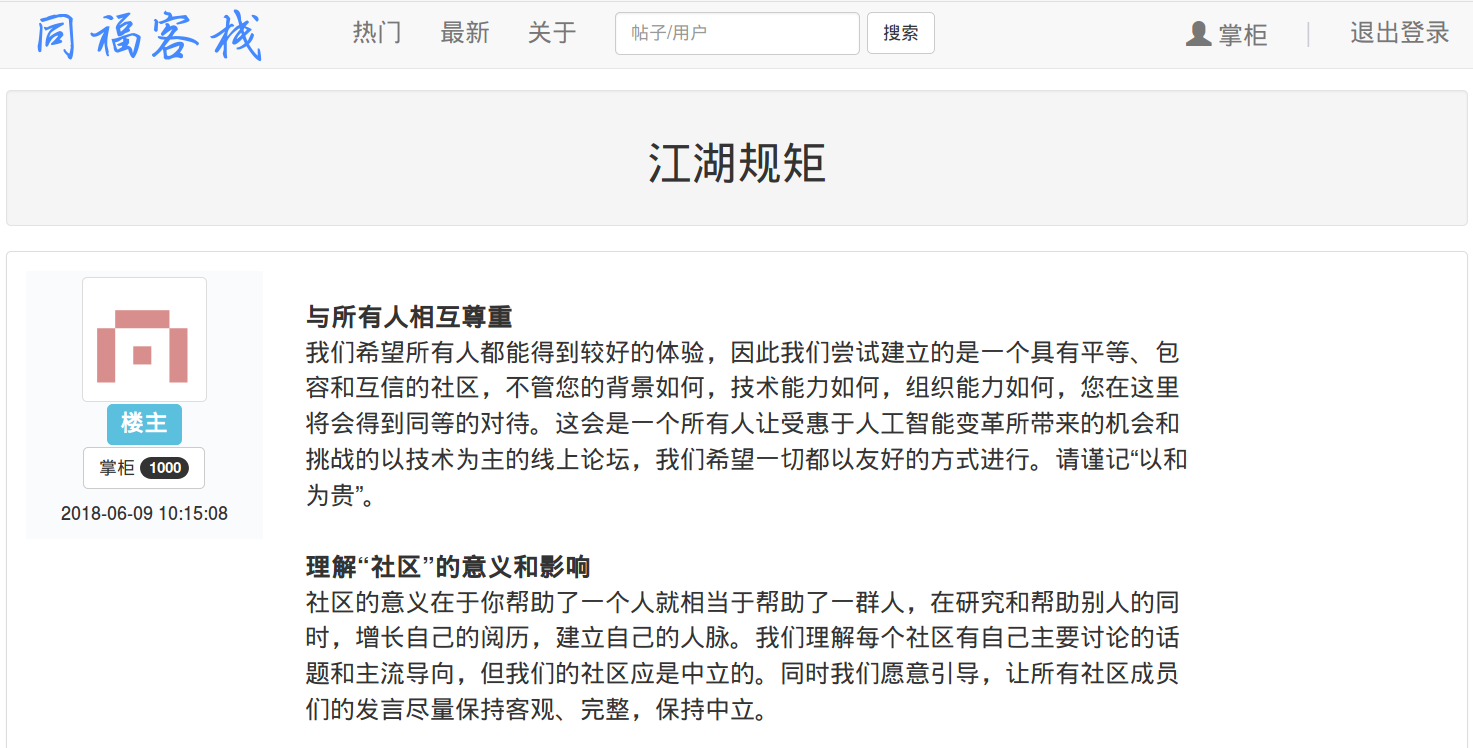 同福客栈 热门 最新 关于 帖子/用户 搜索 掌柜 | 退出登录
江湖规矩
楼主
掌柜 1000
2018-06-09 10:15:08
与所有人相互尊重
我们希望所有人都能得到较好的体验，因此我们尝试建立的是一个具有平等、包
容和互信的社区，不管您的背景如何，技术能力如何，组织能力如何，您在这里
将会得到同等的对待。这会是一个所有人让受惠于人工智能变革所带来的机会和
挑战的以技术为主的线上论坛，我们希望一切都以友好的方式进行。请谨记“以和
为贵”。
理解“社区”的意义和影响
社区的意义在于你帮助了一个人就相当于帮助了一群人，在研究和帮助别人的同
时，增长自己的阅历，建立自己的人脉。我们理解每个社区有自己主要讨论的话
题和主流导向，但我们的社区应是中立的。同时我们愿意引导，让所有社区成员
们的发言尽量保持客观、完整，保持中立。